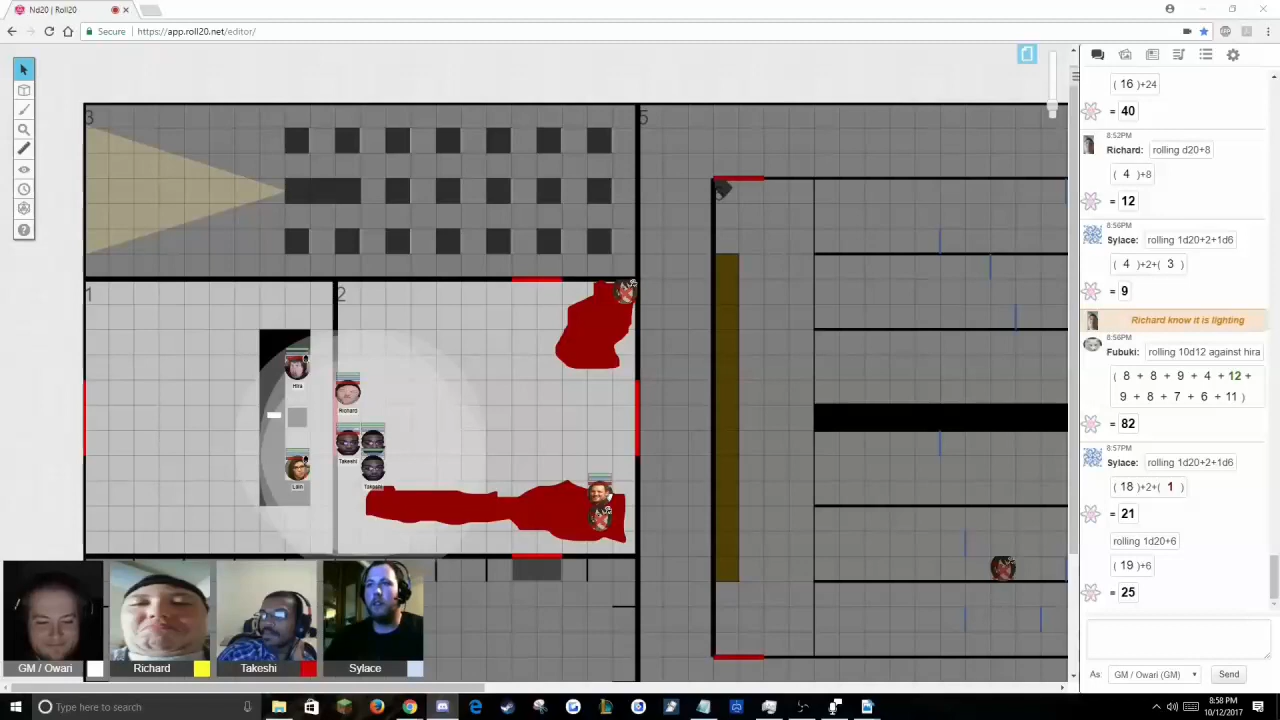 Nd20 | Roll20
Secure
https://app.roll20.net/editor/
3
5
1
2
Hira
Richard
Takeshi
Lain
Takeshi
GM / Owari
Richard
Takeshi
Sylace
( 16 )+24
= 40
8:52PM
Richard: rolling d20+8
( 4 )+8
= 12
8:56PM
Sylace: rolling 1d20+2+1d6
( 4 )+2+( 3 )
= 9
Richard know it is lighting
8:56PM
Fubuki: rolling 10d12 against hira
( 8 + 8 + 9 + 4 + 12 +
9 + 8 + 7 + 6 + 11 )
= 82
8:57PM
Sylace: rolling 1d20+2+1d6
( 18 )+2+( 1 )
= 21
rolling 1d20+6
( 19 )+6
= 25
As: GM / Owari (GM)
Send
Type here to search
8:58 PM
10/12/2017